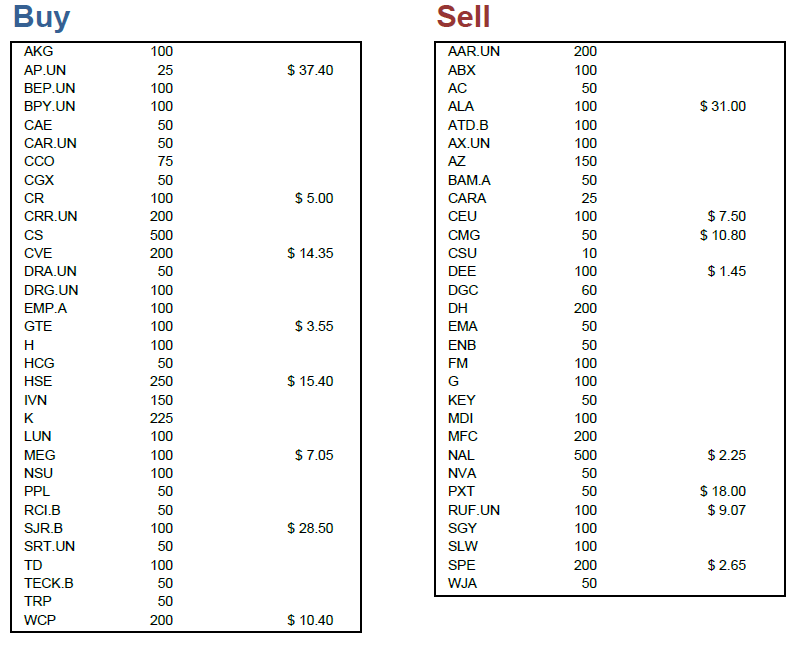 Buy
AKG 100
AP.UN 25 $ 37.40
BEP.UN 100
BPY.UN 100
CAE 50
CAR.UN 50
CCO 75
CGX 50
CR 100 $ 5.00
CRR.UN 200
CS 500
CVE 200 $ 14.35
DRA.UN 50
DRG.UN 100
EMP.A 100
GTE 100 $ 3.55
H 100
HCG 50
HSE 250 $ 15.40
IVN 150
K 225
LUN 100
MEG 100 $ 7.05
NSU 100
PPL 50
RCI.B 50
SJR.B 100 $ 28.50
SRT.UN 50
TD 100
TECK.B 50
TRP 50
WCP 200 $ 10.40
Sell
AAR.UN 200
ABX 100
AC 50
ALA 100 $ 31.00
ATD.B 100
AX.UN 100
AZ 150
BAM.A 50
CARA 25
CEU 100 $ 7.50
CMG 50 $ 10.80
CSU 10
DEE 100 $ 1.45
DGC 60
DH 200
EMA 50
ENB 50
FM 100
G 100
KEY 50
MDI 100
MFC 200
NAL 500 $ 2.25
NVA 50
PXT 50 $ 18.00
RUF.UN 100 $ 9.07
SGY 100
SLW 100
SPE 200 $ 2.65
WJA 50